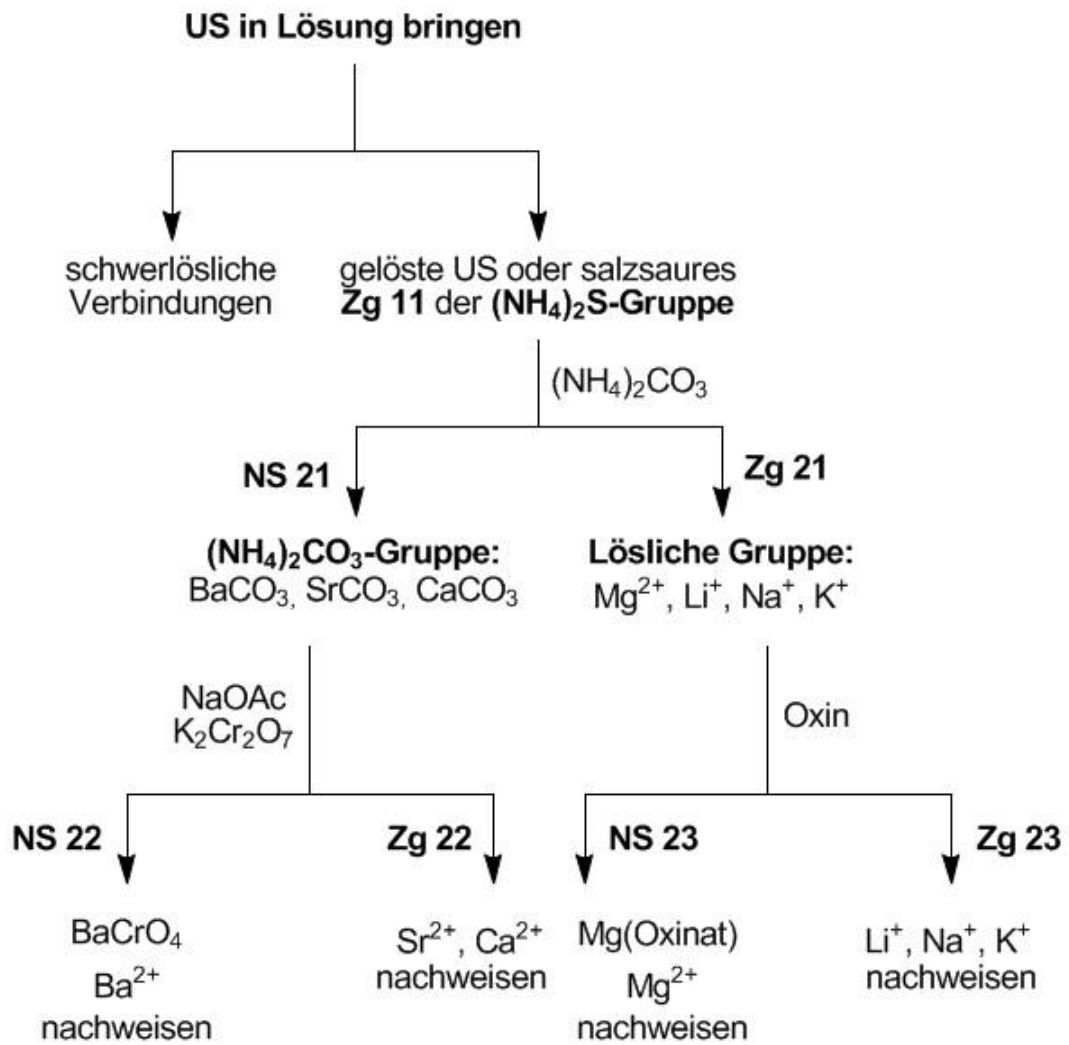 US in Lösung bringen
schwerlösliche
Verbindungen
gelöste US oder salzsaures
Zg 11 der (NH₄)₂S-Gruppe
(NH₄)₂CO₃
NS 21
Zg 21
(NH₄)₂CO₃-Gruppe:
BaCO₃, SrCO₃, CaCO₃
Lösliche Gruppe:
Mg²⁺, Li⁺, Na⁺, K⁺
NaOAc
K₂Cr₂O₇
Oxin
NS 22
Zg 22
NS 23
Zg 23
BaCrO₄
Ba²⁺
nachweisen
Sr²⁺, Ca²⁺
nachweisen
Mg(Oxinat)
Mg²⁺
nachweisen
Li⁺, Na⁺, K⁺
nachweisen